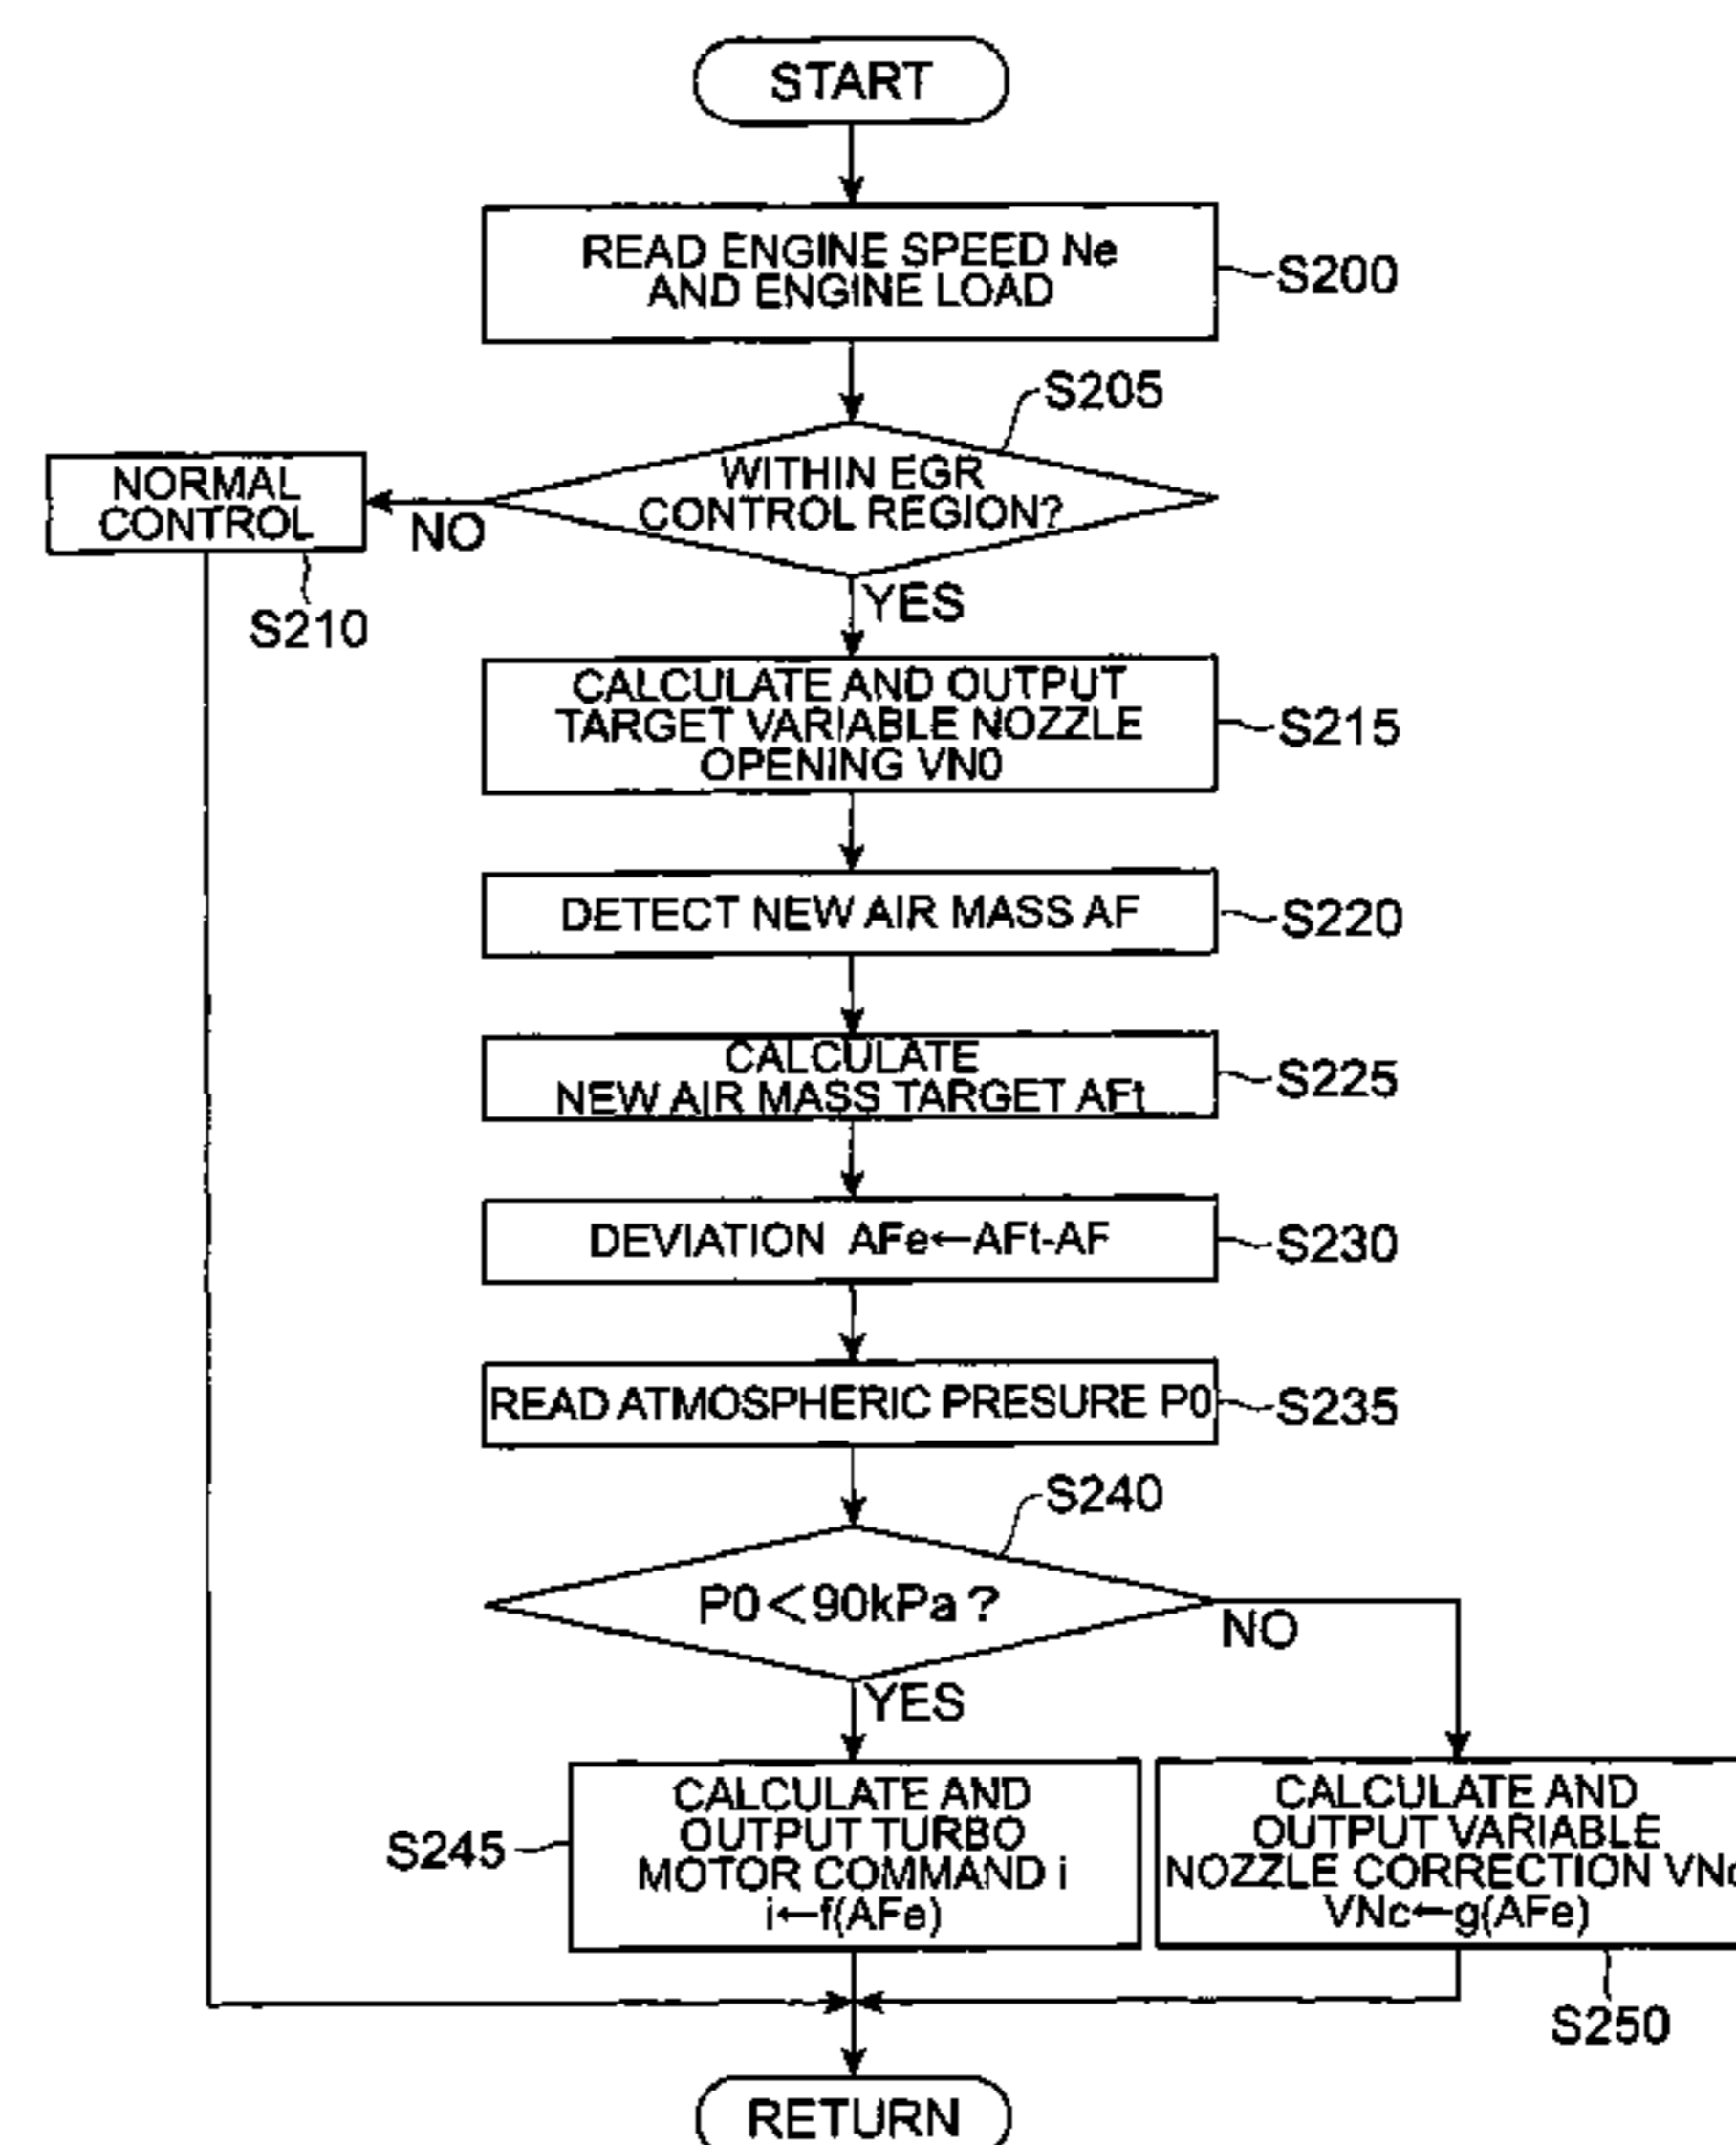 START
READ ENGINE SPEED Ne
AND ENGINE LOAD
S200
S205
WITHIN EGR
CONTROL REGION?
NORMAL
CONTROL
NO
S210
YES
CALCULATE AND OUTPUT
TARGET VARIABLE NOZZLE
OPENING VN0
S215
DETECT NEW AIR MASS AF
S220
CALCULATE
NEW AIR MASS TARGET AFt
S225
DEVIATION AFe←AFt-AF
S230
READ ATMOSPHERIC PRESURE P0
S235
S240
P0<90kPa?
NO
YES
CALCULATE AND
OUTPUT TURBO
MOTOR COMMAND i
i←f(AFe)
S245
CALCULATE AND
OUTPUT VARIABLE
NOZZLE CORRECTION VNc
VNc←g(AFe)
S250
RETURN